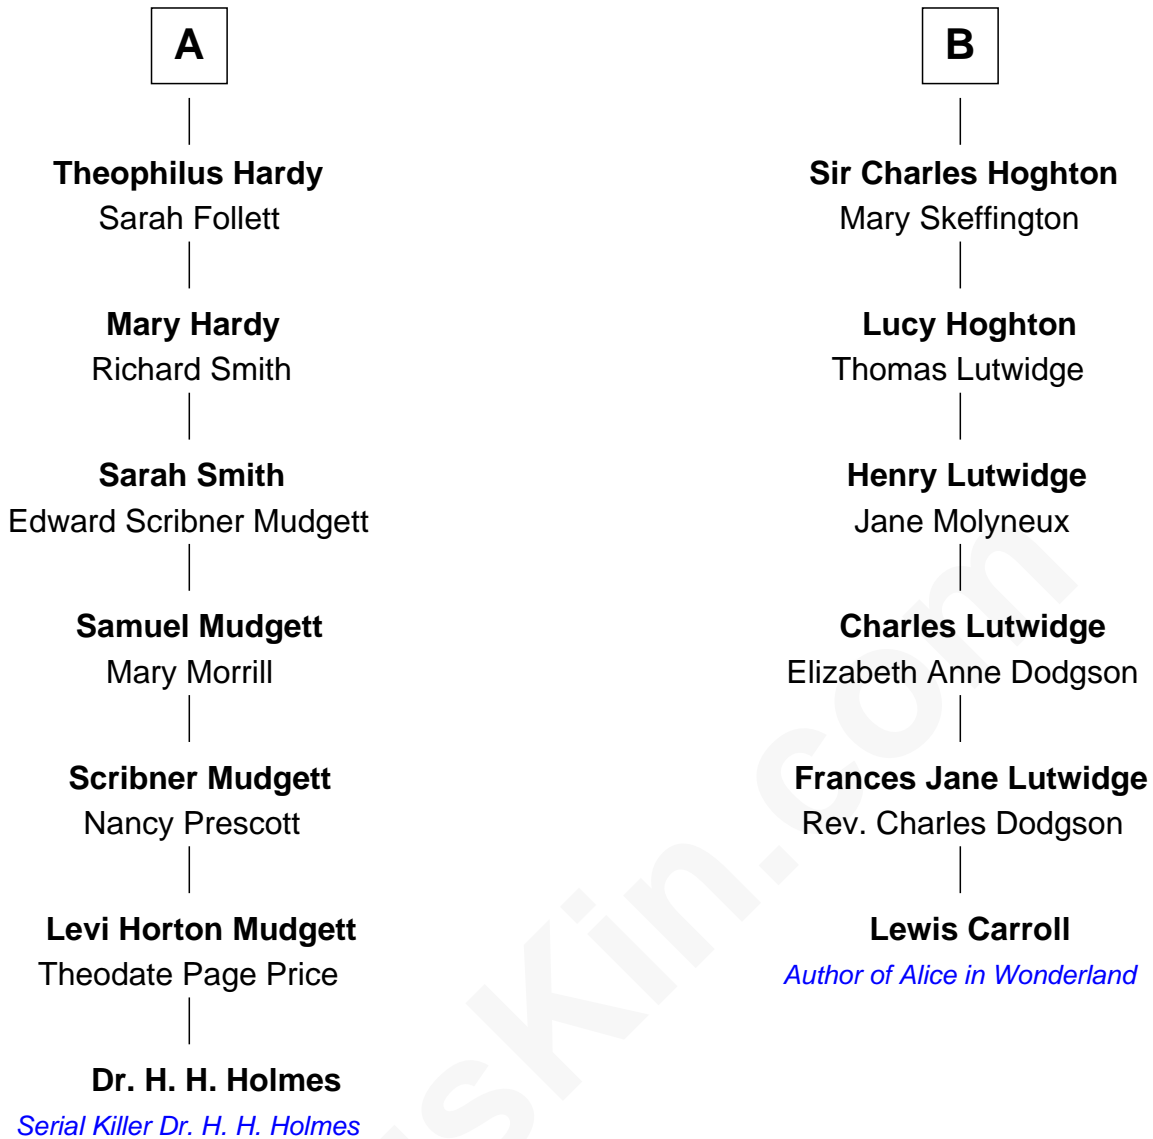 A
Theophilus Hardy
Sarah Follett
Mary Hardy
Richard Smith
Sarah Smith
Edward Scribner Mudgett
Samuel Mudgett
Mary Morrill
Scribner Mudgett
Nancy Prescott
Levi Horton Mudgett
Theodate Page Price
Dr. H. H. Holmes
Serial Killer Dr. H. H. Holmes
B
Sir Charles Hoghton
Mary Skeffington
Lucy Hoghton
Thomas Lutwidge
Henry Lutwidge
Jane Molyneux
Charles Lutwidge
Elizabeth Anne Dodgson
Frances Jane Lutwidge
Rev. Charles Dodgson
Lewis Carroll
Author of Alice in Wonderland